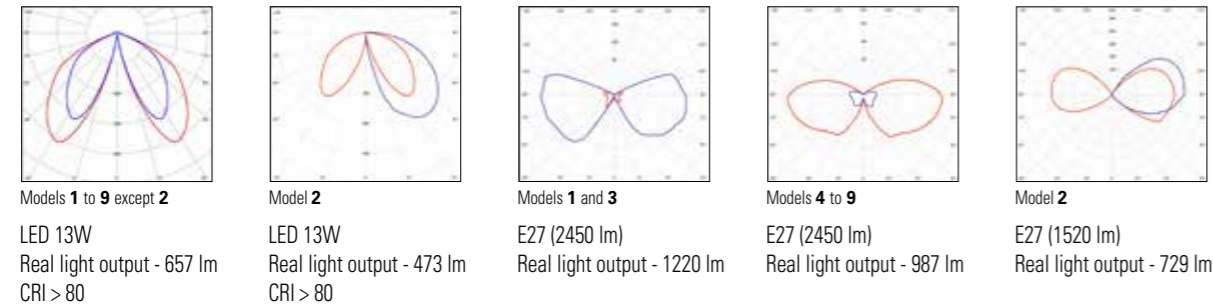 Models 1 to 9 except 2
LED 13W
Real light output - 657 lm
CRI > 80
Model 2
LED 13W
Real light output - 473 lm
CRI > 80
Models 1 and 3
E27 (2450 lm)
Real light output - 1220 lm
Models 4 to 9
E27 (2450 lm)
Real light output - 987 lm
Model 2
E27 (1520 lm)
Real light output - 729 lm